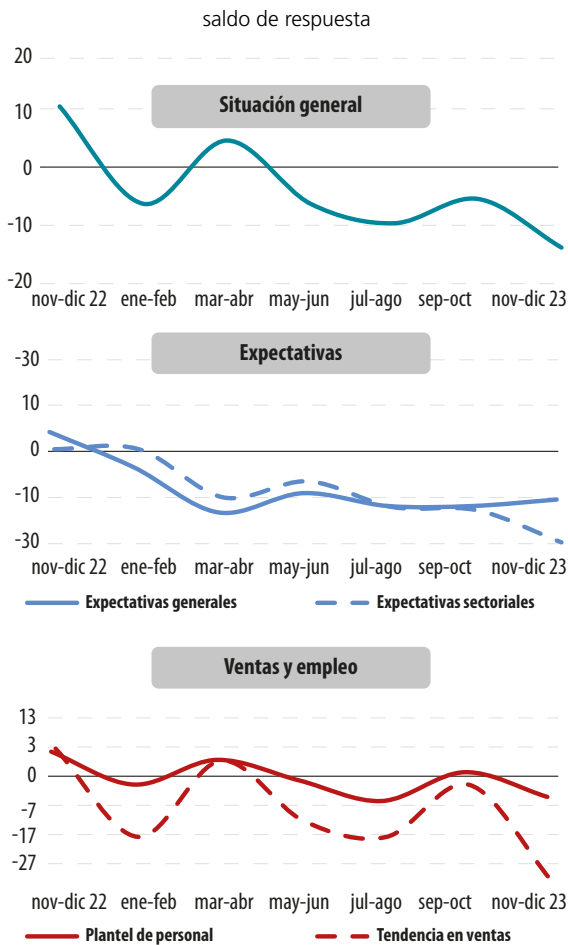 saldo de respuesta
20
Situación general
10
0
-10
-20
nov-dic 22 ene-feb mar-abr may-jun jul-ago sep-oct nov-dic 23
Expectativas
-30
10
0
-10
-30
nov-dic 22 ene-feb mar-abr may-jun jul-ago sep-oct nov-dic 23
Expectativas generales Expectativas sectoriales
Ventas y empleo
13
3
0
-7
-17
-27
nov-dic 22 ene-feb mar-abr may-jun jul-ago sep-oct nov-dic 23
Plantel de personal Tendencia en ventas